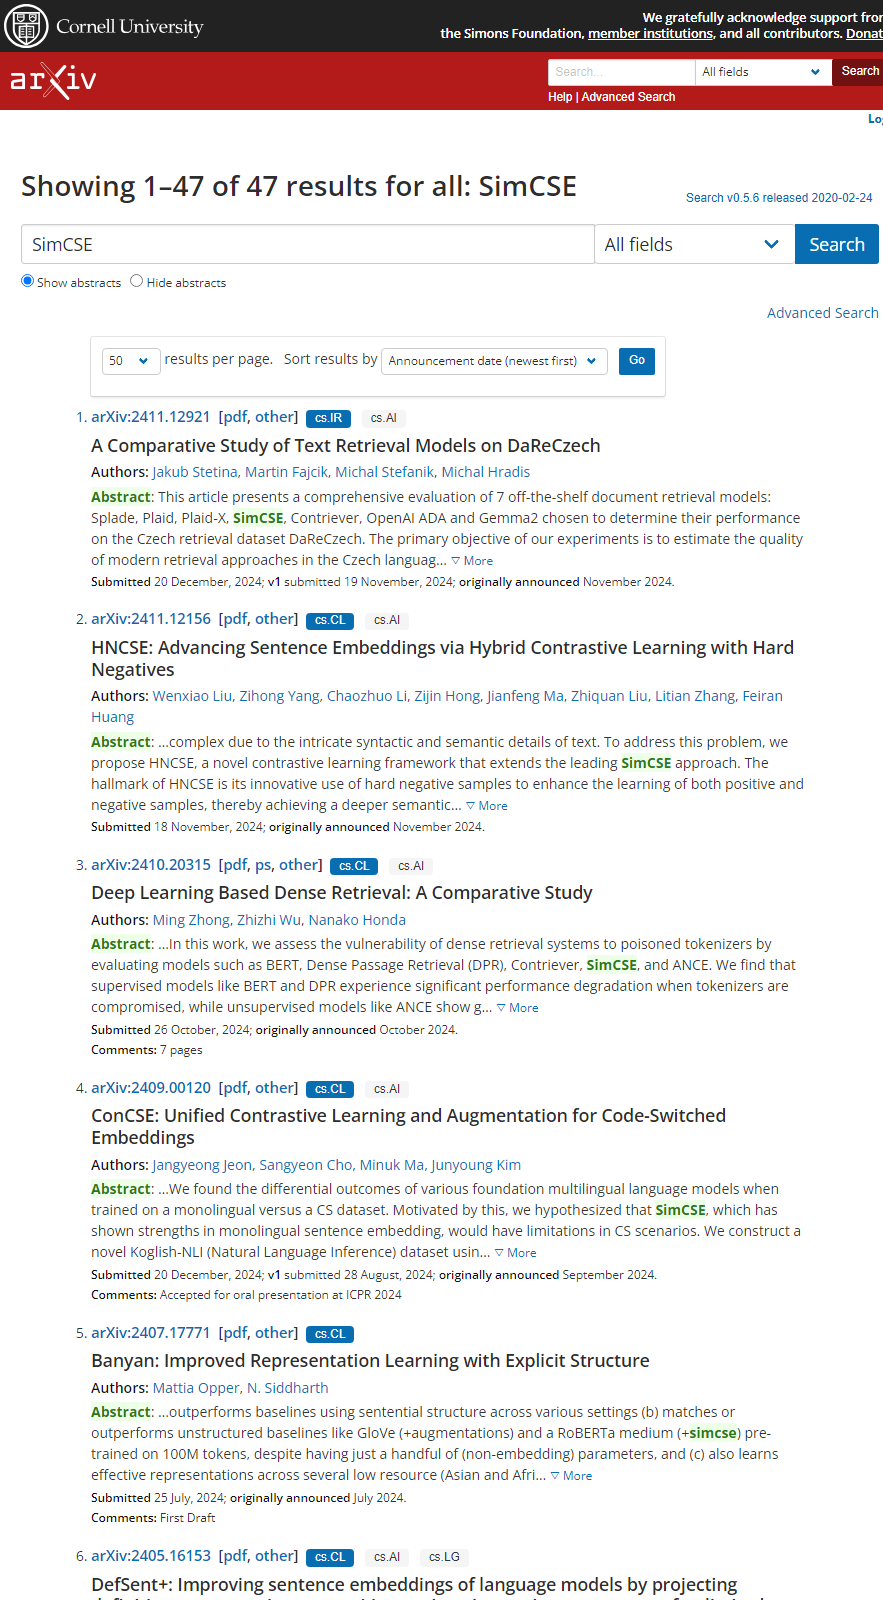 Cornell University
We gratefully acknowledge support from
the Simons Foundation, member institutions, and all contributors. Donat
arXiv
Search...
All fields
Search
Help | Advanced Search
Showing 1–47 of 47 results for all: SimCSE
Search v0.5.6 released 2020-02-24
SimCSE
All fields
Search
Show abstracts Hide abstracts
Advanced Search
50 results per page. Sort results by Announcement date (newest first) Go
1. arXiv:2411.12921 [pdf, other] cs.IR cs.AI
A Comparative Study of Text Retrieval Models on DaReCzech
Authors: Jakub Stetina, Martin Fajcik, Michal Stefanik, Michal Hradis
Abstract: This article presents a comprehensive evaluation of 7 off-the-shelf document retrieval models:
Splade, Plaid, Plaid-X, SimCSE, Contriever, OpenAI ADA and Gemma2 chosen to determine their performance
on the Czech retrieval dataset DaReCzech. The primary objective of our experiments is to estimate the quality
of modern retrieval approaches in the Czech languag... ▽ More
Submitted 20 December, 2024; v1 submitted 19 November, 2024; originally announced November 2024.
2. arXiv:2411.12156 [pdf, other] cs.CL cs.AI
HNCSE: Advancing Sentence Embeddings via Hybrid Contrastive Learning with Hard
Negatives
Authors: Wenxiao Liu, Zihong Yang, Chaozhuo Li, Zijin Hong, Jianfeng Ma, Zhiquan Liu, Litian Zhang, Feiran
Huang
Abstract: ...complex due to the intricate syntactic and semantic details of text. To address this problem, we
propose HNCSE, a novel contrastive learning framework that extends the leading SimCSE approach. The
hallmark of HNCSE is its innovative use of hard negative samples to enhance the learning of both positive and
negative samples, thereby achieving a deeper semantic... ▽ More
Submitted 18 November, 2024; originally announced November 2024.
3. arXiv:2410.20315 [pdf, ps, other] cs.CL cs.AI
Deep Learning Based Dense Retrieval: A Comparative Study
Authors: Ming Zhong, Zhizhi Wu, Nanako Honda
Abstract: ...In this work, we assess the vulnerability of dense retrieval systems to poisoned tokenizers by
evaluating models such as BERT, Dense Passage Retrieval (DPR), Contriever, SimCSE, and ANCE. We find that
supervised models like BERT and DPR experience significant performance degradation when tokenizers are
compromised, while unsupervised models like ANCE show g... ▽ More
Submitted 26 October, 2024; originally announced October 2024.
Comments: 7 pages
4. arXiv:2409.00120 [pdf, other] cs.CL cs.AI
ConCSE: Unified Contrastive Learning and Augmentation for Code-Switched
Embeddings
Authors: Jangyeong Jeon, Sangyeon Cho, Minuk Ma, Junyoung Kim
Abstract: ...We found the differential outcomes of various foundation multilingual language models when
trained on a monolingual versus a CS dataset. Motivated by this, we hypothesized that SimCSE, which has
shown strengths in monolingual sentence embedding, would have limitations in CS scenarios. We construct a
novel Koglish-NLI (Natural Language Inference) dataset usin... ▽ More
Submitted 20 December, 2024; v1 submitted 28 August, 2024; originally announced September 2024.
Comments: Accepted for oral presentation at ICPR 2024
5. arXiv:2407.17771 [pdf, other] cs.CL
Banyan: Improved Representation Learning with Explicit Structure
Authors: Mattia Opper, N. Siddharth
Abstract: ...outperforms baselines using sentential structure across various settings (b) matches or
outperforms unstructured baselines like GloVe (+augmentations) and a RoBERTa medium (+simcse) pre-
trained on 100M tokens, despite having just a handful of (non-embedding) parameters, and (c) also learns
effective representations across several low resource (Asian and Afri... ▽ More
Submitted 25 July, 2024; originally announced July 2024.
Comments: First Draft
6. arXiv:2405.16153 [pdf, other] cs.CL cs.AI cs.LG
DefSent+: Improving sentence embeddings of language models by projecting